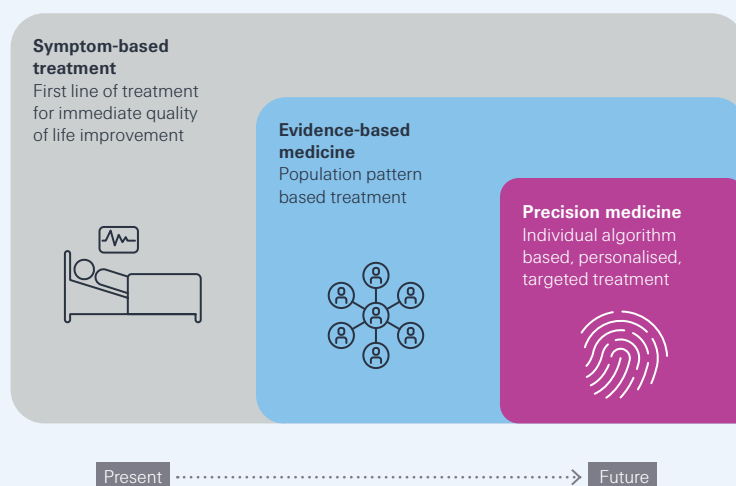 Symptom-based
treatment
First line of treatment
for immediate quality
of life improvement
Evidence-based
medicine
Population pattern
based treatment
Precision medicine
Individual algorithm
based, personalised,
targeted treatment
Present
Future